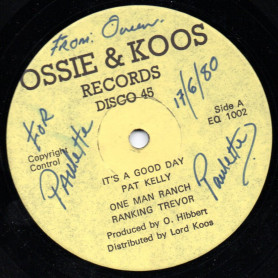 From: Owen.
OSSIE & KOOS
RECORDS
DISCO 45
17/6/80
Side A
EQ 1002
FOR
PAulette
Copyright
Control
IT'S A GOOD DAY
PAT KELLY
ONE MAN RANCH
RANKING TREVOR
Paulette
Produced by O. Hibbert
Distributed by Lord Koos